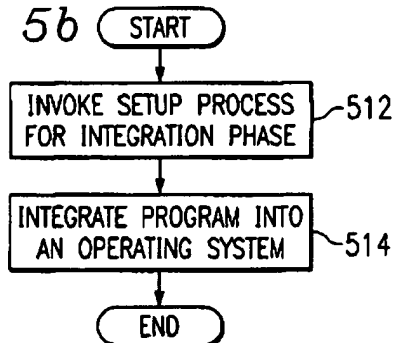 5b START
INVOKE SETUP PROCESS
FOR INTEGRATION PHASE
512
INTEGRATE PROGRAM INTO
AN OPERATING SYSTEM
514
END